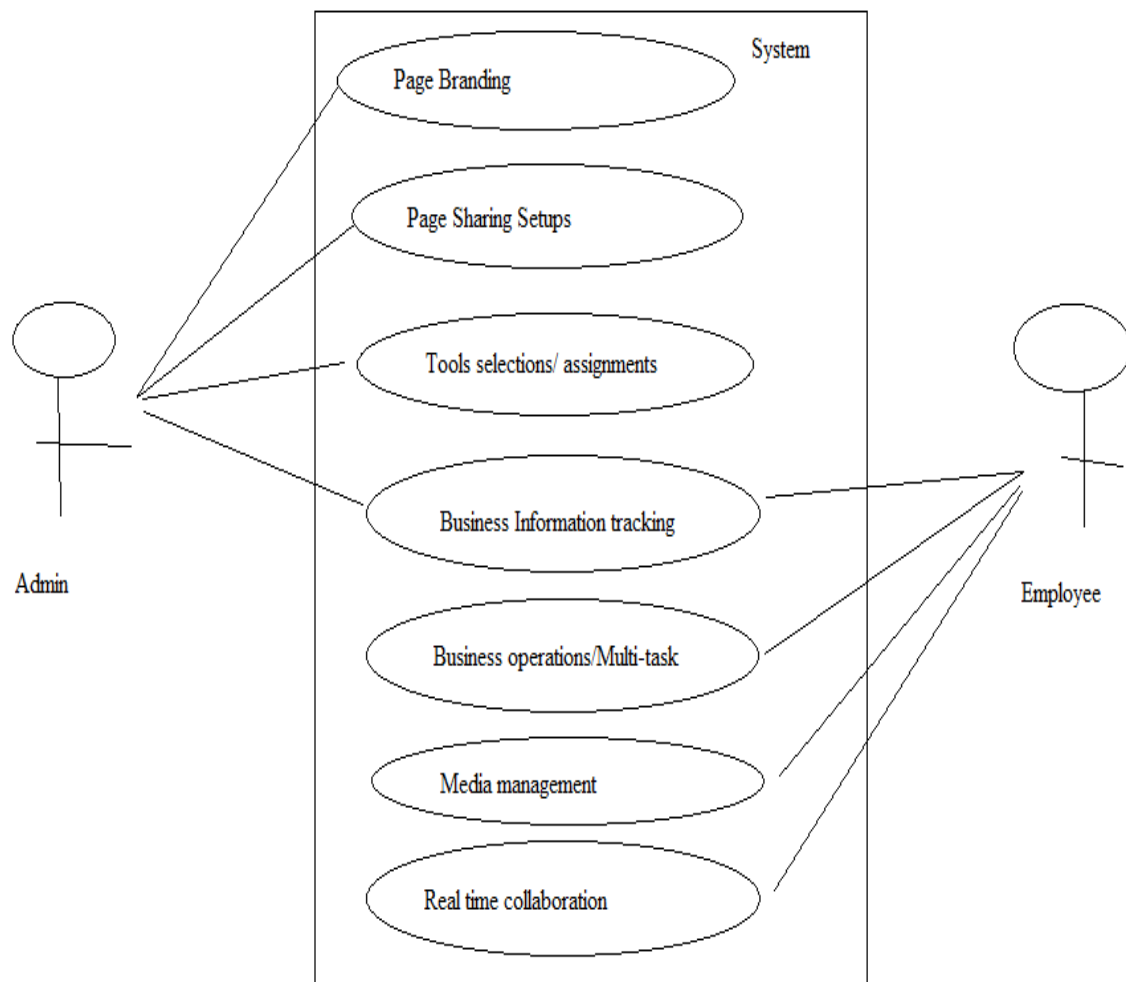 System
Page Branding
Page Sharing Setups
Tools selections/ assignments
Business Information tracking
Admin
Employee
Business operations/Multi-task
Media management
Real time collaboration